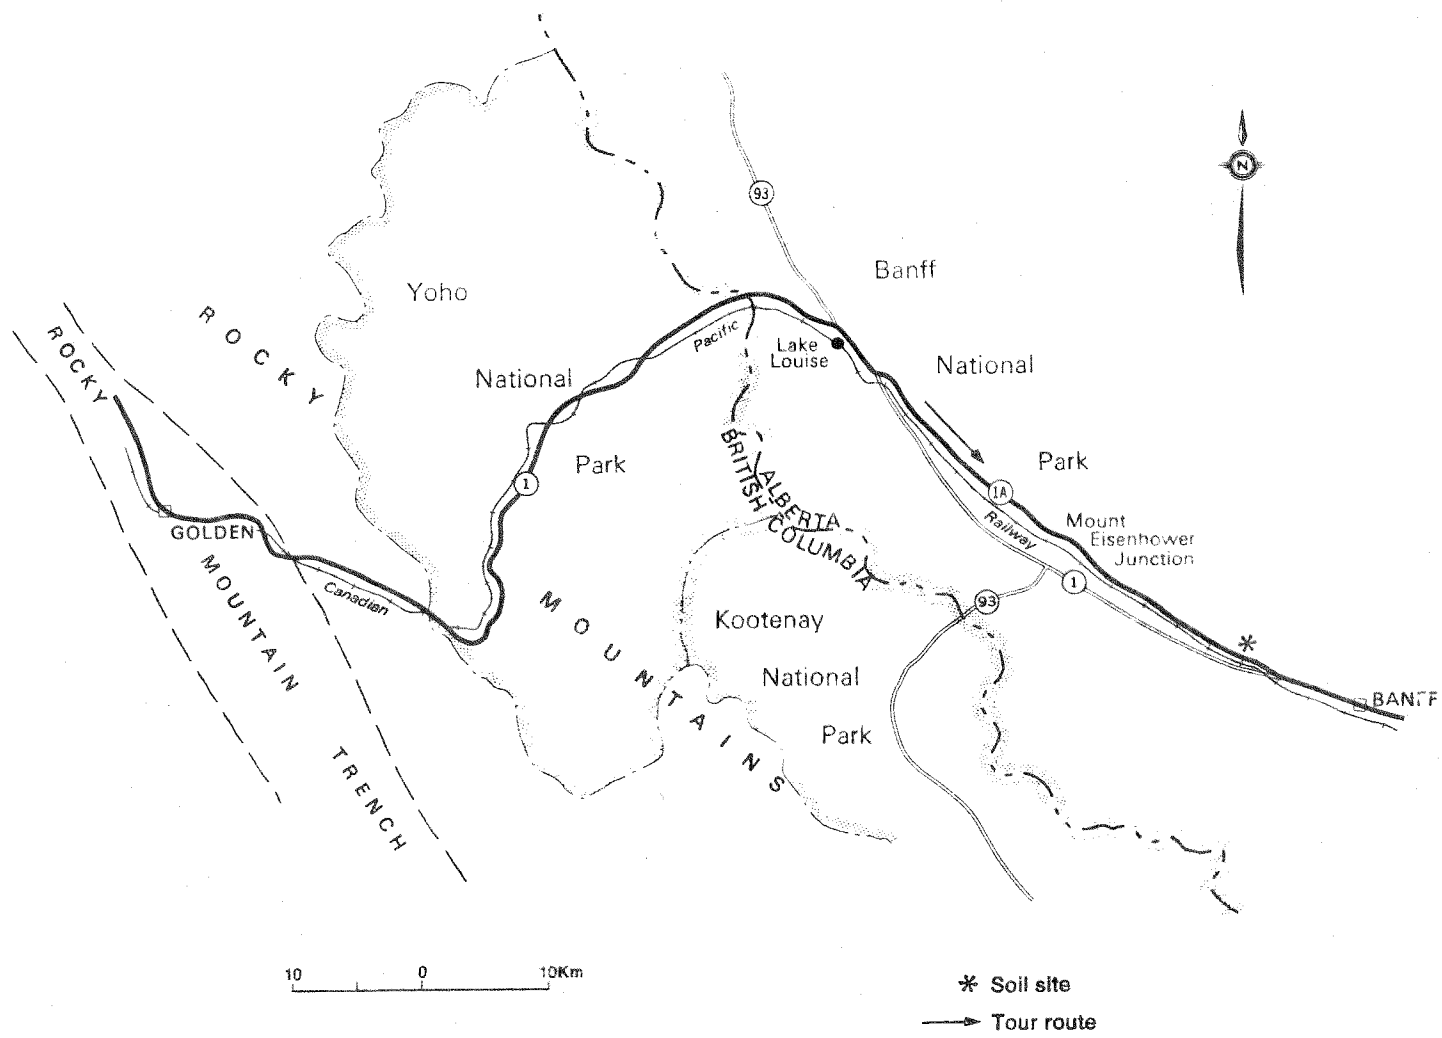 N
93
Banff
Yoho
ROCKY
ROCKY
Pacific
Lake
Louise
National
National
Park
Park
1
1A
BRITISH COLUMBIA
ALBERTA
Railway
Mount
Eisenhower
Junction
GOLDEN
MOUNTAIN
TRENCH
Canadian
1
93
MOUNTAINS
Kootenay
National
Park
BANFF
10 0 10Km
Soil site
Tour route